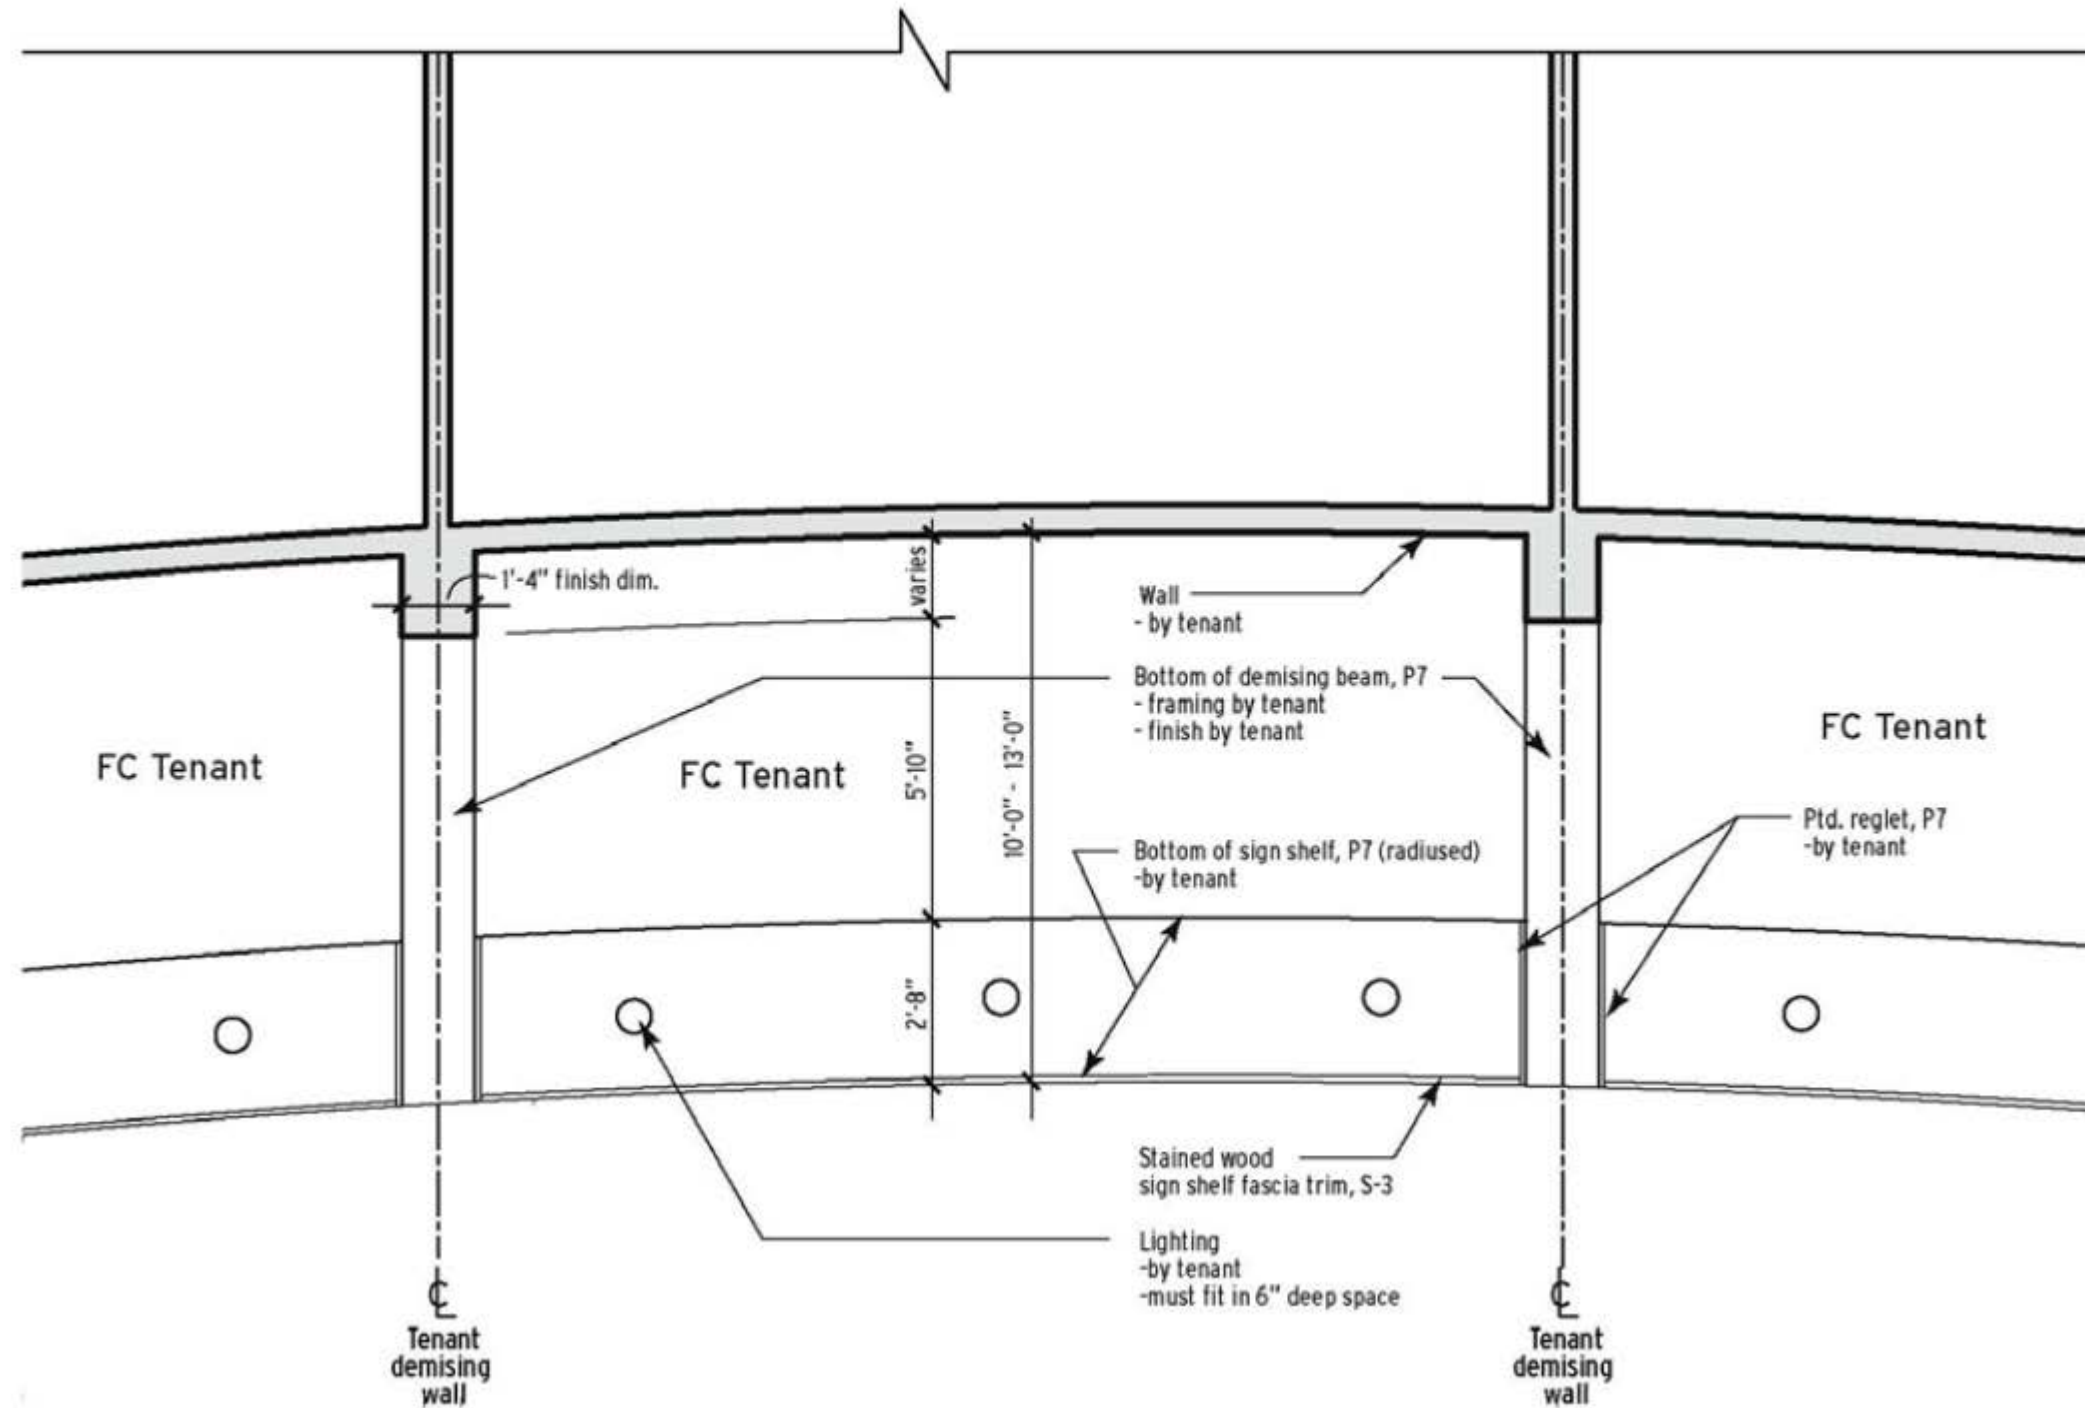 1'-4" finish dim.
varies
Wall
- by tenant
Bottom of demising beam, P7
- framing by tenant
- finish by tenant
FC Tenant
FC Tenant
FC Tenant
5'-10"
10'-0" - 13'-0"
Ptd. reglet, P7
-by tenant
Bottom of sign shelf, P7 (radiused)
-by tenant
2'-8"
Stained wood
sign shelf fascia trim, S-3
Lighting
-by tenant
-must fit in 6" deep space
℄
Tenant
demising
wall
℄
Tenant
demising
wall